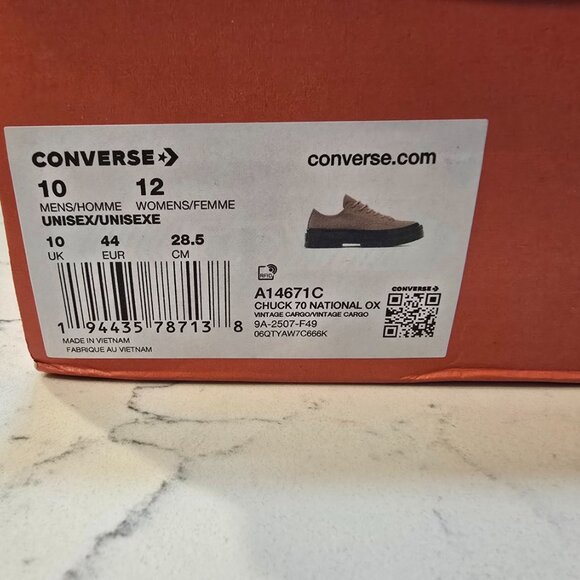 CONVERSE
converse.com
10 12
MENS/HOMME WOMENS/FEMME
UNISEX/UNISEXE
10 44 28.5
UK EUR CM
RFID
A14671C
CHUCK 70 NATIONAL OX
VINTAGE CARGO/VINTAGE CARGO
9A-2507-F49
06QTYAW7C666K
CONVERSE
1 94435 78713 8
MADE IN VIETNAM
FABRIQUE AU VIETNAM